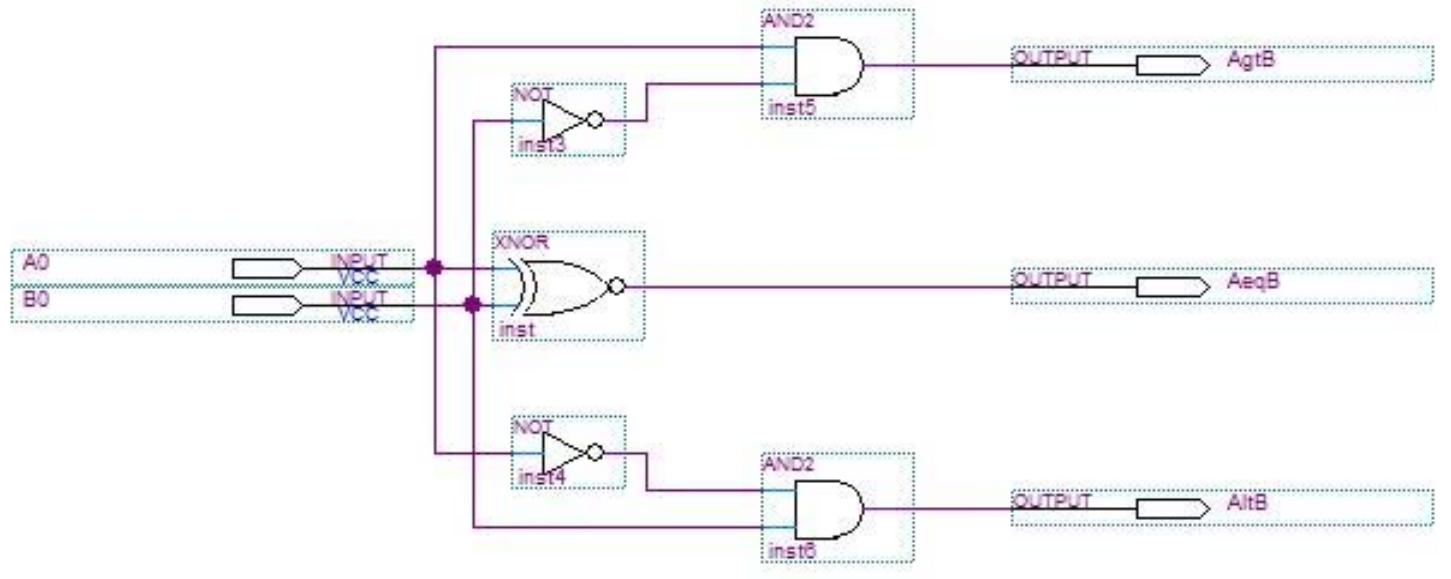 AND2
OUTPUT AgtB
inst5
NOT
inst3
XNOR
A0 INPUT
VCC
OUTPUT AeqB
B0 INPUT
VCC
inst
NOT
inst4
AND2
OUTPUT AltB
inst6